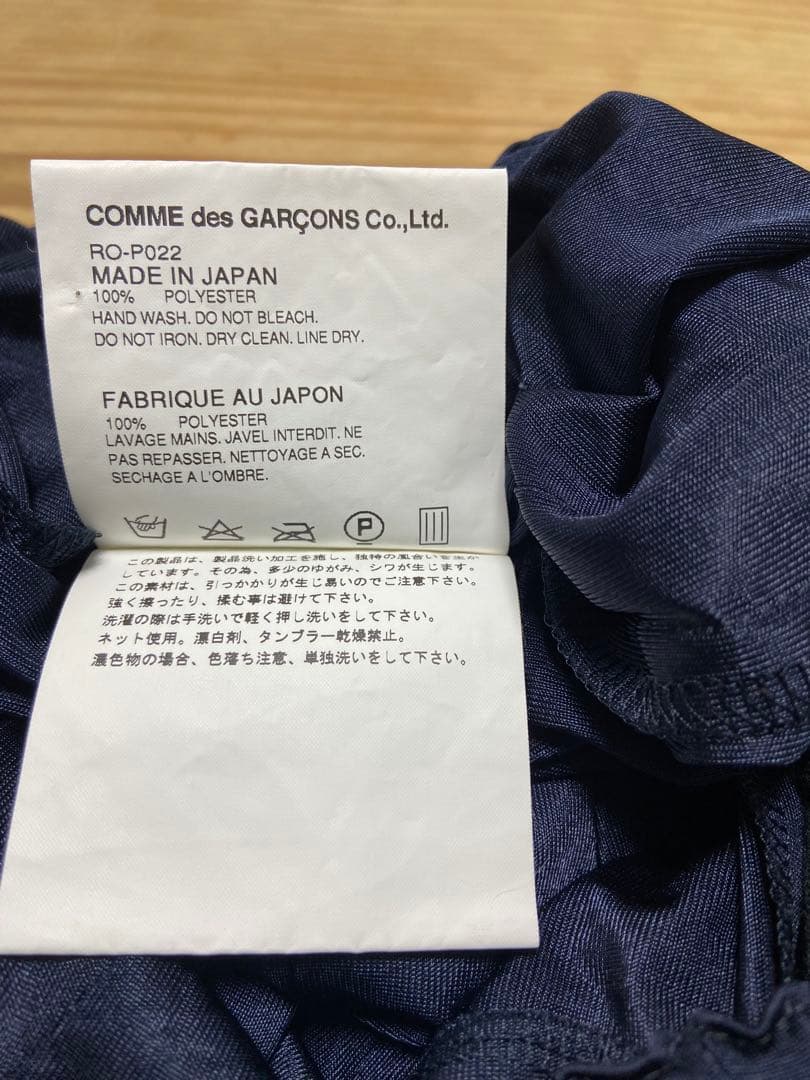 COMME des GARÇONS Co.,Ltd.
RO-P022
MADE IN JAPAN
100% POLYESTER
HAND WASH. DO NOT BLEACH.
DO NOT IRON. DRY CLEAN. LINE DRY.
FABRIQUE AU JAPON
100% POLYESTER
LAVAGE MAINS. JAVEL INTERDIT. NE
PAS REPASSER. NETTOYAGE A SEC.
SECHAGE A L'OMBRE.
P
この製品は、製品洗い加工を施し、独特の風合いを生か
しています。その為、多少のゆがみ、シワが生じます。
この素材は、引っかかりが生じ易いのでご注意下さい。
強く擦ったり、揉む事は避けて下さい。
洗濯の際は手洗いで軽く押し洗いをして下さい。
ネット使用。漂白剤、タンブラー乾燥禁止。
濃色物の場合、色落ち注意、単独洗いをして下さい。